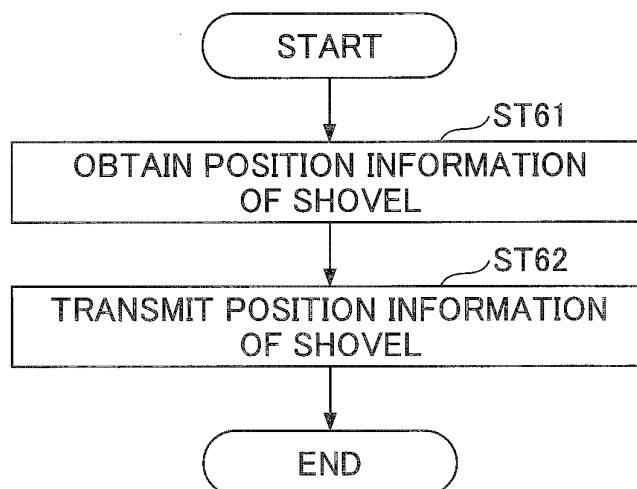 START
ST61
OBTAIN POSITION INFORMATION
OF SHOVEL
ST62
TRANSMIT POSITION INFORMATION
OF SHOVEL
END